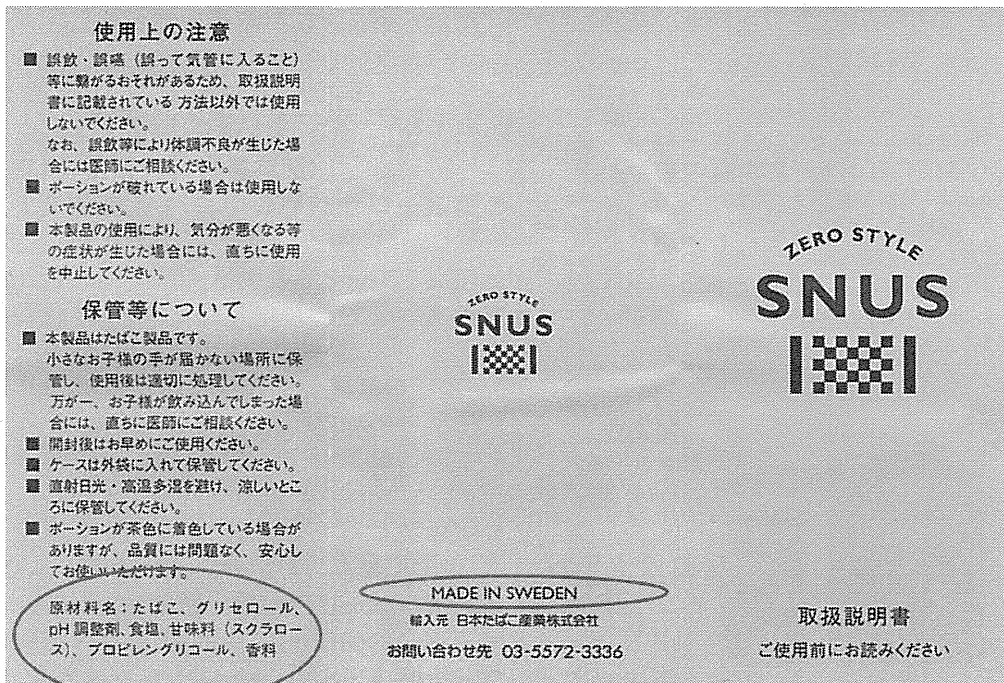 使用上の注意
■ 誤飲・誤嚥（誤って気管に入ること）
等に繋がるおそれがあるため、取扱説明
書に記載されている 方法以外では使用
しないでください。
なお、誤飲等により体調不良が生じた場
合には医師にご相談ください。
■ ポーションが破れている場合は使用しな
いでください。
■ 本製品の使用により、気分が悪くなる等
の症状が生じた場合には、直ちに使用
を中止してください。
保管等について
■ 本製品はたばこ製品です。
小さなお子様の手が届かない場所に保
管し、使用後は適切に処理してください。
万が一、お子様が飲み込んでしまった場
合には、直ちに医師にご相談ください。
■ 開封後はお早めにご使用ください。
■ ケースは外袋に入れて保管してください。
■ 直射日光・高温多湿を避け、涼しいとこ
ろに保管してください。
■ ポーションが茶色に着色している場合が
ありますが、品質には問題なく、安心し
てお使いいただけます。
原材料名：たばこ、グリセロール、
pH 調整剤、食塩、甘味料（スクラロー
ス）、プロピレングリコール、香料
ZERO STYLE
SNUS
MADE IN SWEDEN
輸入元 日本たばこ産業株式会社
お問い合わせ先 03-5572-3336
ZERO STYLE
SNUS
取扱説明書
ご使用前にお読みください